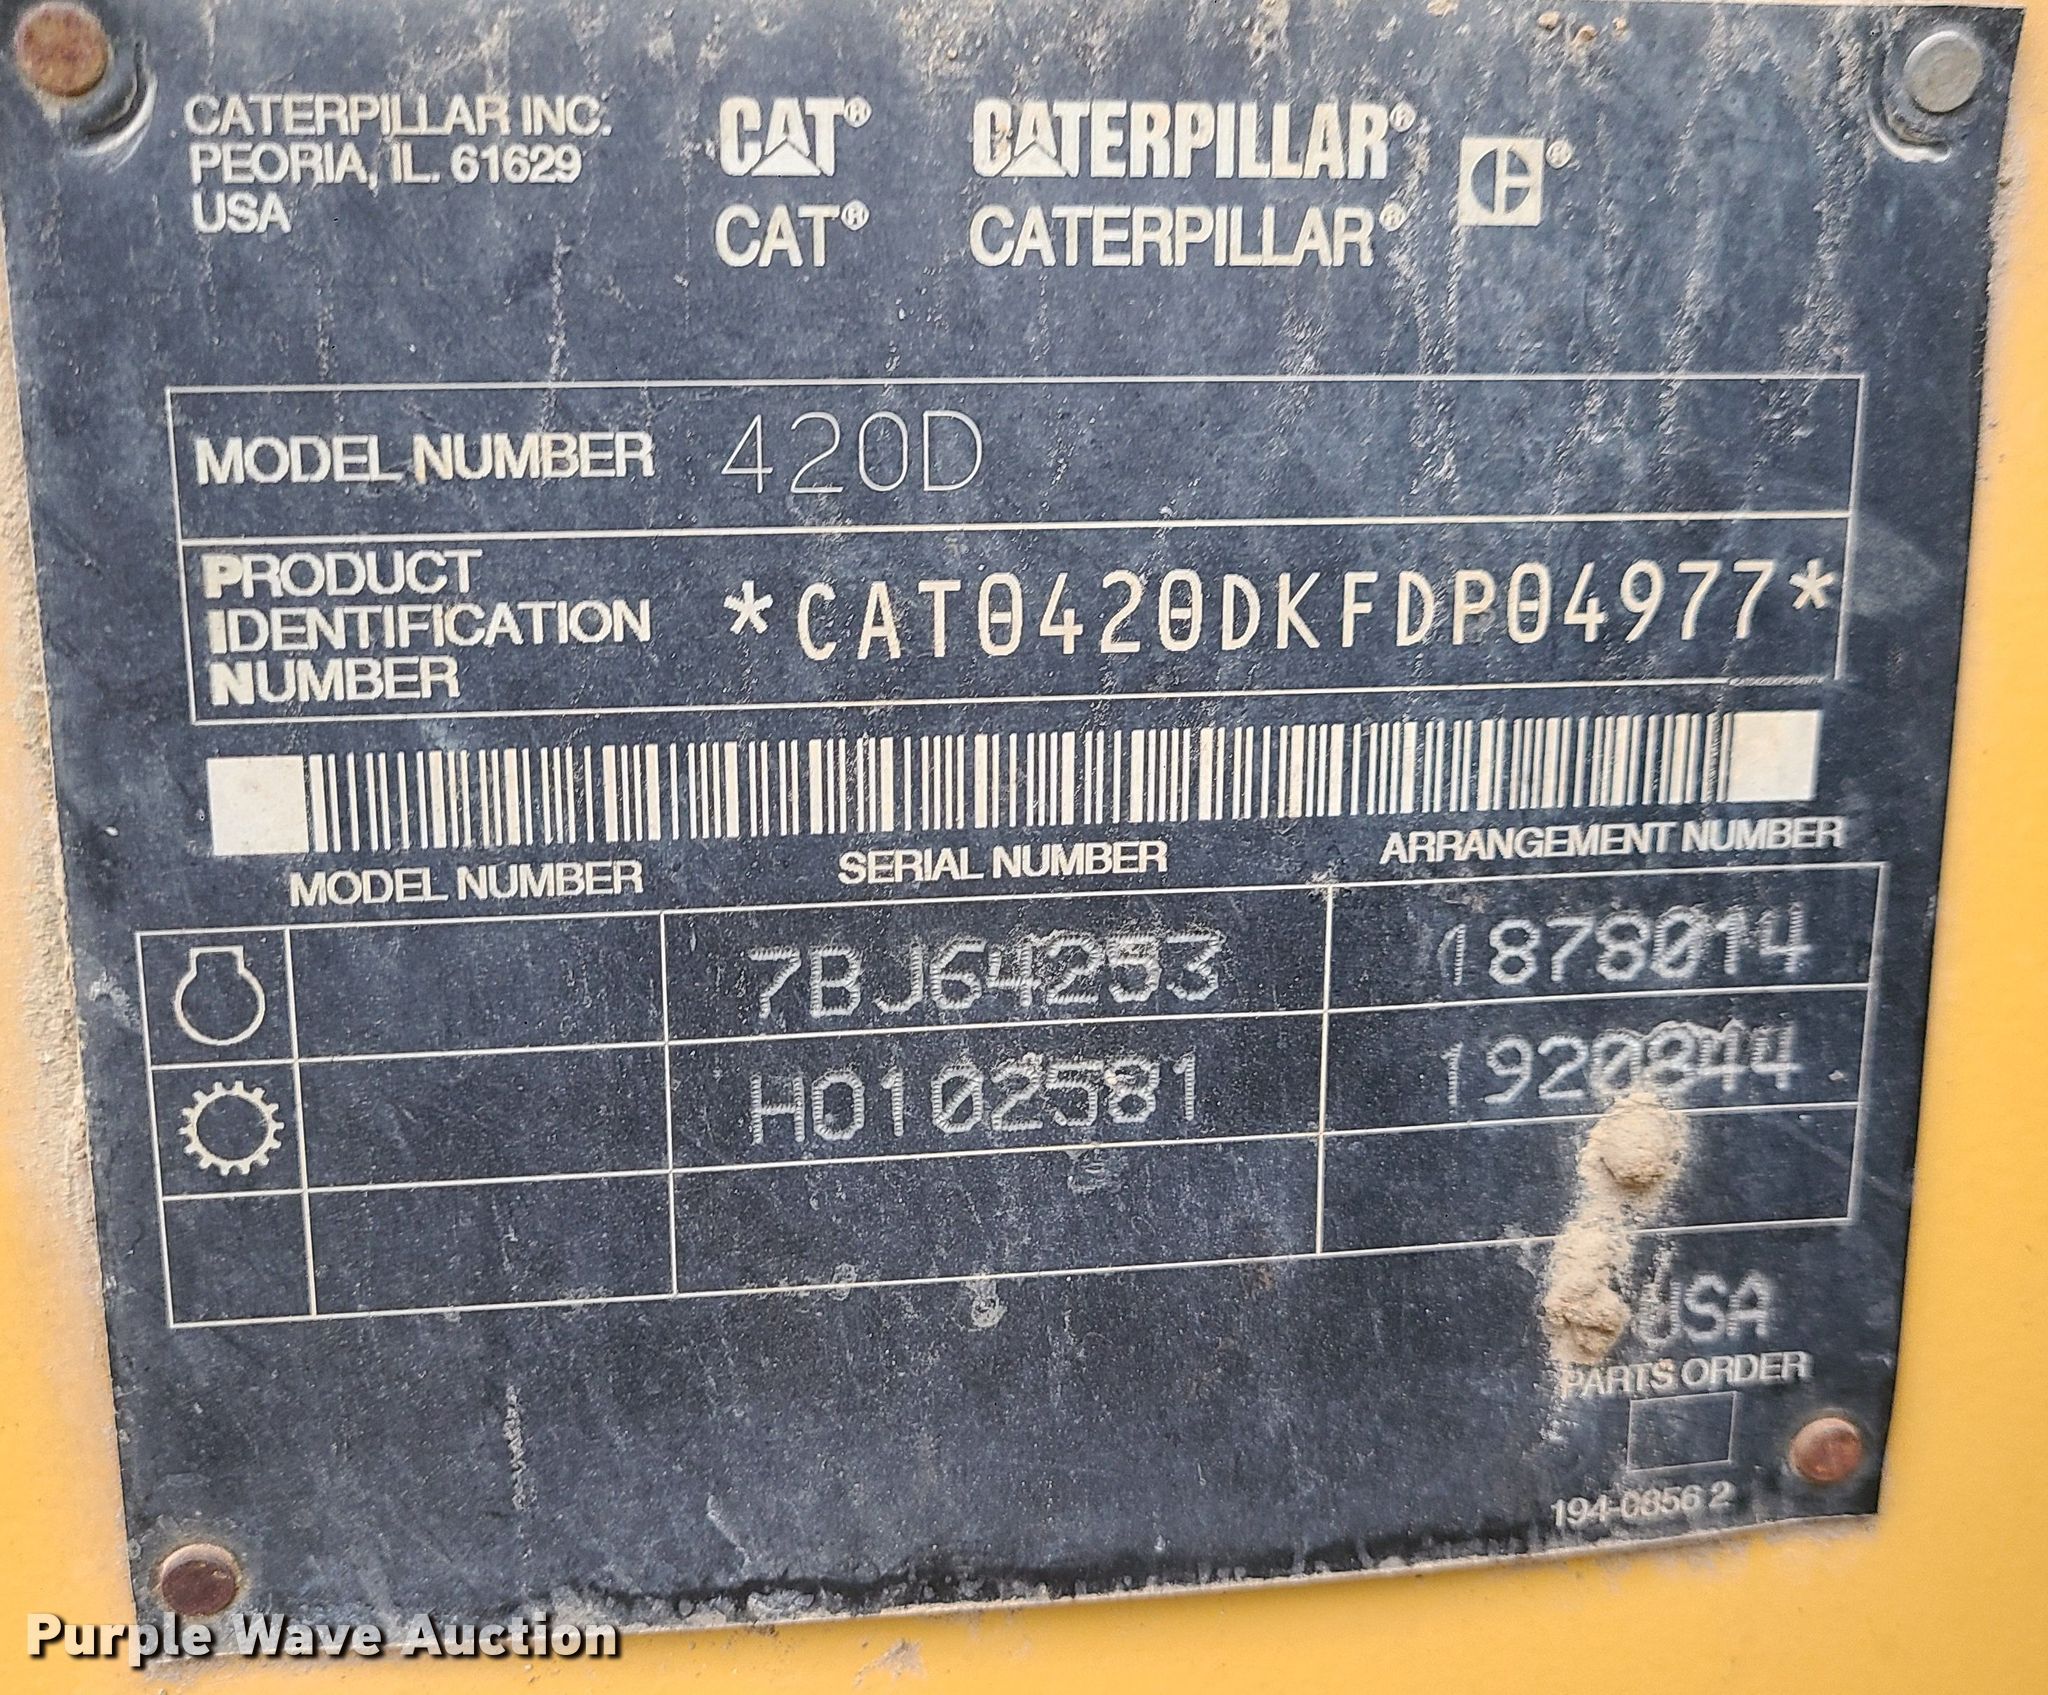 CATERPILLAR INC.
PEORIA, IL. 61629
USA
CAT® CATERPILLAR®
CAT® CATERPILLAR®
MODEL NUMBER 420D
PRODUCT
IDENTIFICATION
NUMBER
*CAT0420DKFDP04977*
MODEL NUMBER SERIAL NUMBER ARRANGEMENT NUMBER
7BJ64253 1878014
H0102581
USA
PARTS ORDER
194-0856 2
Purple Wave Auction